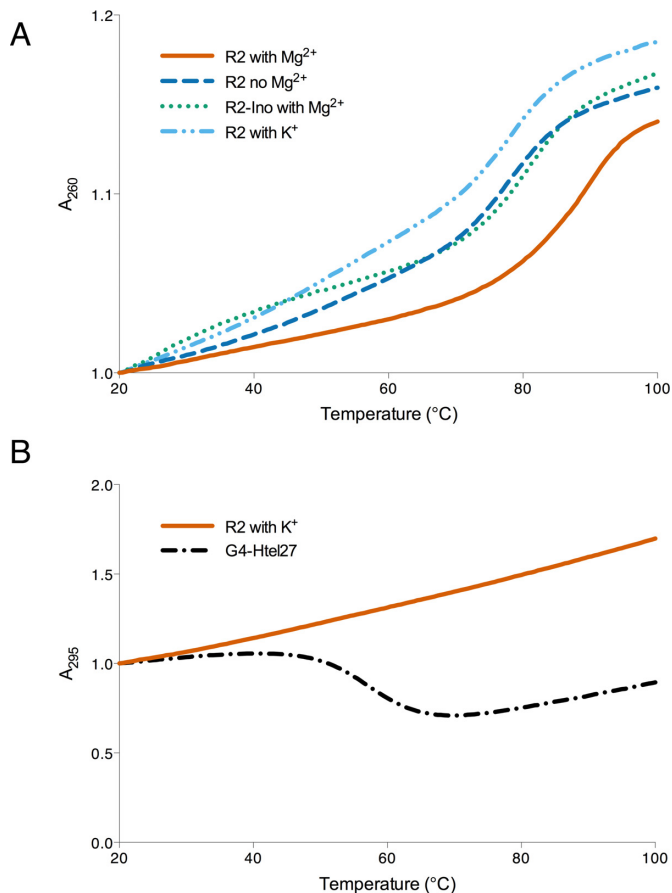 A
1.2
1.1
1.0
A260
R2 with Mg2+
R2 no Mg2+
R2-Ino with Mg2+
R2 with K+
20 40 60 80 100
Temperature (°C)
B
2.0
1.5
1.0
0.5
0.0
A295
R2 with K+
G4-Htel27
20 40 60 80 100
Temperature (°C)